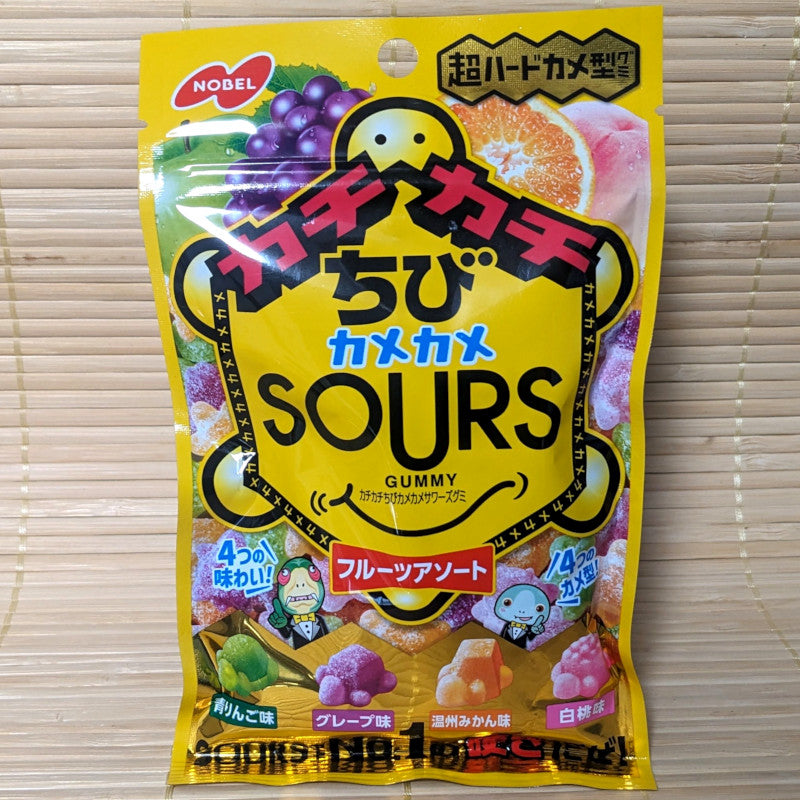 NOBEL
超ハードカメ型グミ
カチカチ
ちび
カメカメ
SOURS
GUMMY
カチカチちびカメカメサワーズグミ
フルーツアソート
4つの
味わい!
4つの
カメ型!
青りんご味
グレープ味
温州みかん味
白桃味
SOURS No.1の